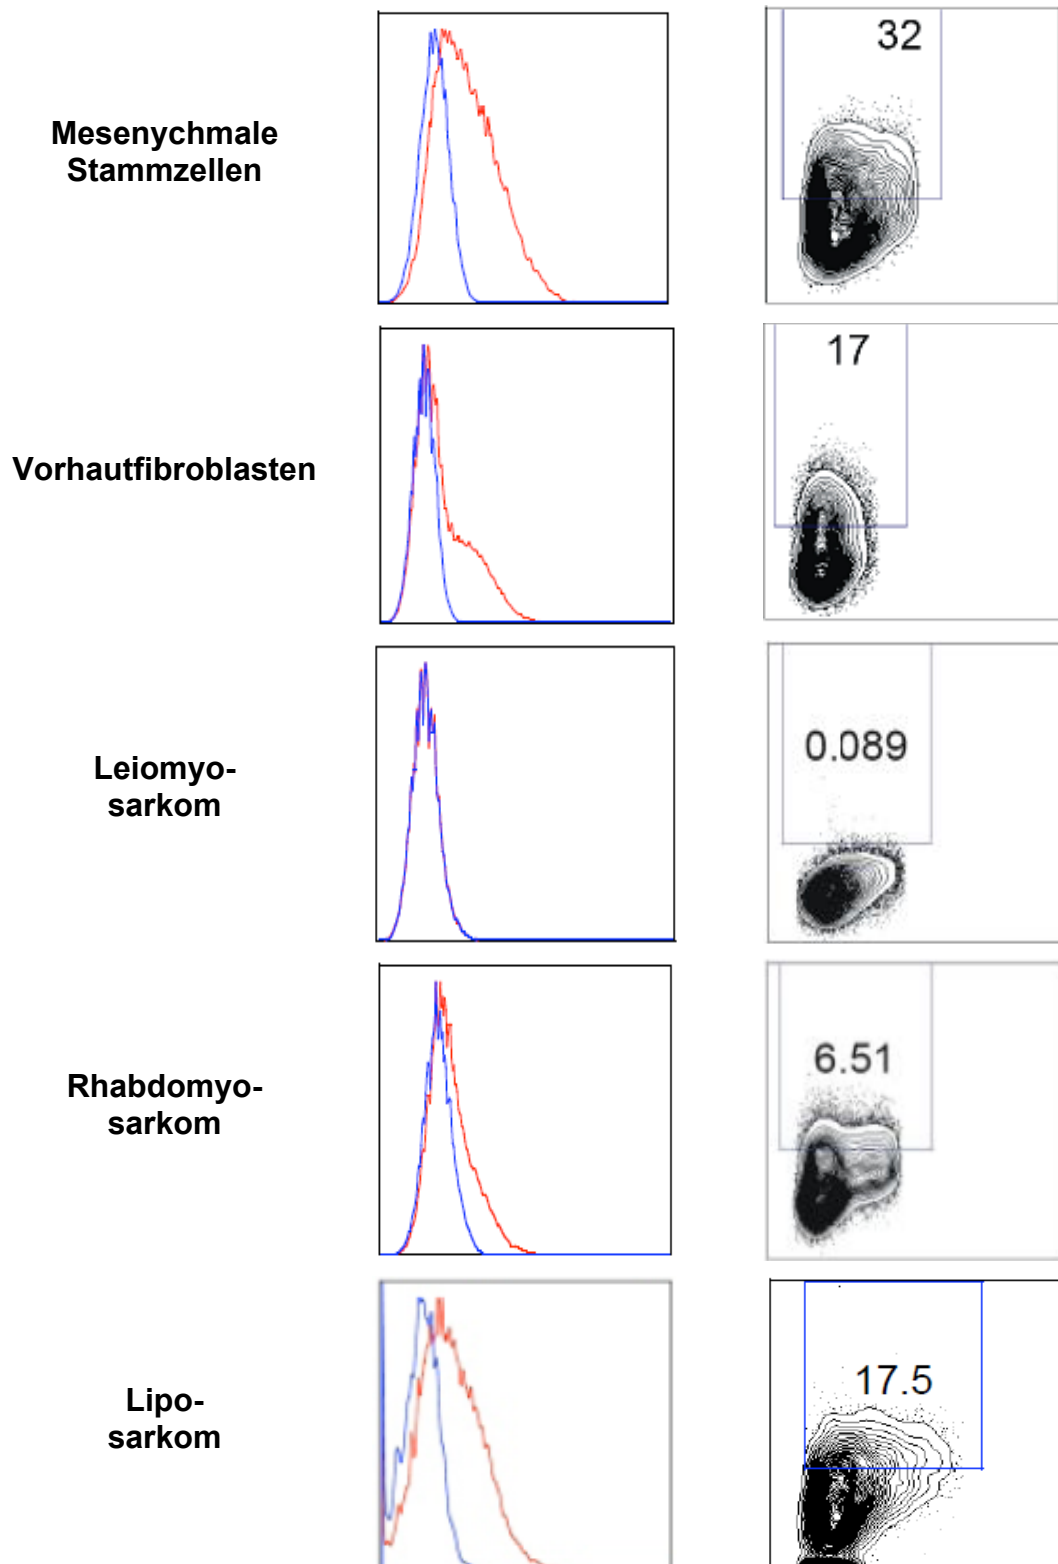 Mesenychmale
Stammzellen
32
Vorhautfibroblasten
17
Leiomyo-
sarkom
0.089
Rhabdomyo-
sarkom
6.51
Lipo-
sarkom
17.5